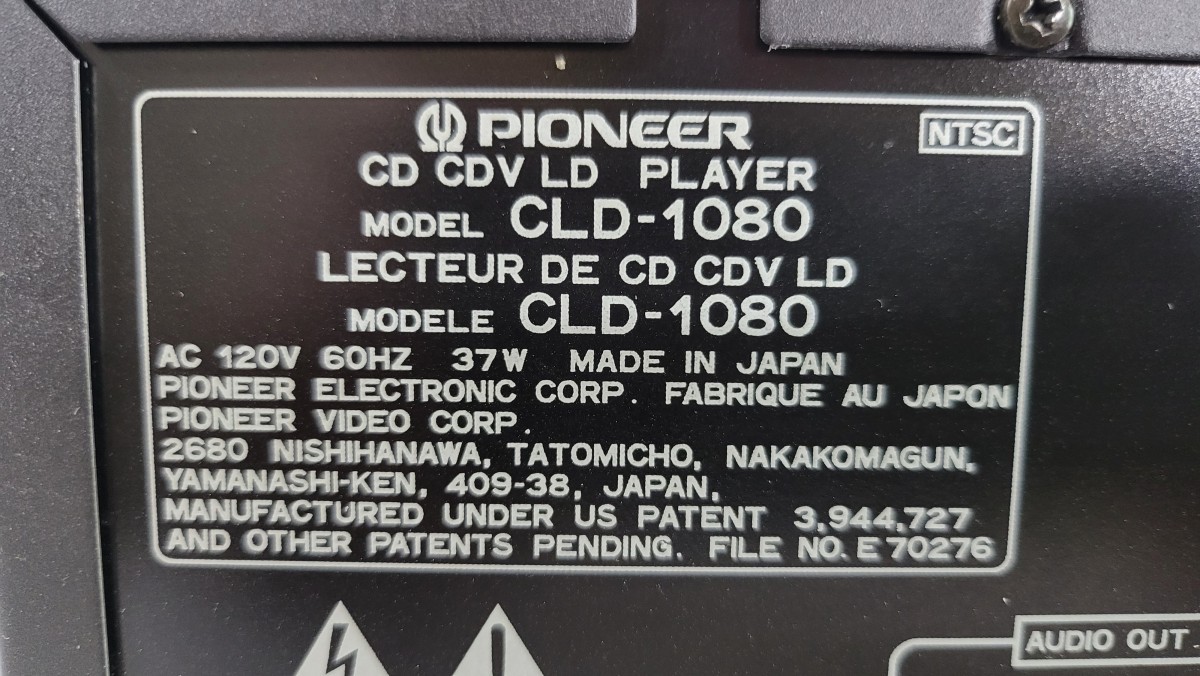 PIONEER
NTSC
CD CDV LD PLAYER
MODEL CLD-1080
LECTEUR DE CD CDV LD
MODELE CLD-1080
AC 120V 60HZ 37W MADE IN JAPAN
PIONEER ELECTRONIC CORP. FABRIQUE AU JAPON
PIONEER VIDEO CORP.
2680 NISHIHANAWA, TATOMICHO, NAKAKOMAGUN,
YAMANASHI-KEN, 409-38, JAPAN,
MANUFACTURED UNDER US PATENT 3,944,727
AND OTHER PATENTS PENDING. FILE NO. E 70276
AUDIO OUT